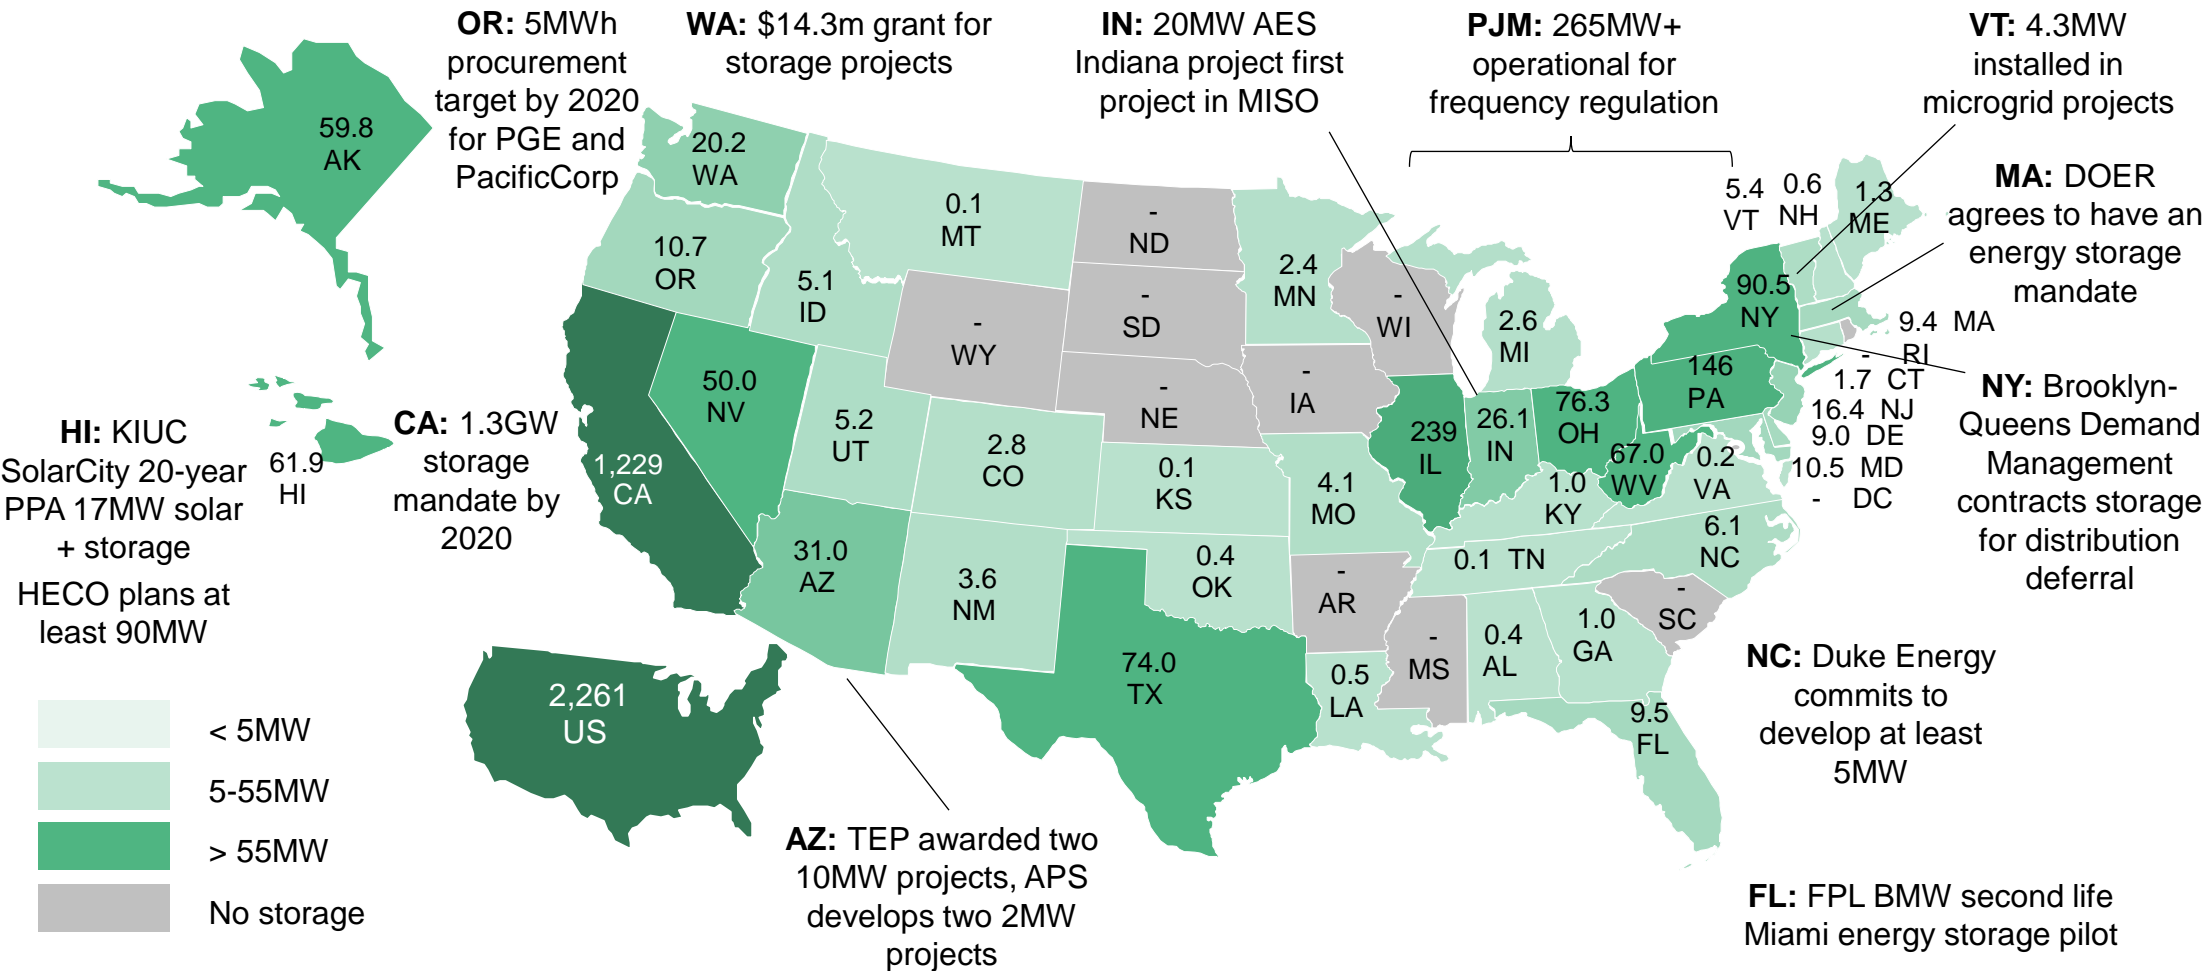 OR: 5MWh
procurement
target by 2020
for PGE and
PacificCorp
WA: $14.3m grant for
storage projects
IN: 20MW AES
Indiana project first
project in MISO
PJM: 265MW+
operational for
frequency regulation
VT: 4.3MW
installed in
microgrid projects
MA: DOER
agrees to have an
energy storage
mandate
59.8
AK
20.2
WA
0.1
MT
-
ND
5.4
VT
0.6
NH
1.3
ME
10.7
OR
5.1
ID
-
WY
-
SD
2.4
MN
-
WI
2.6
MI
90.5
NY
9.4 MA
- RI
1.7 CT
16.4 NJ
9.0 DE
10.5 MD
- DC
NY: Brooklyn-
Queens Demand
Management
contracts storage
for distribution
deferral
HI: KIUC
SolarCity 20-year
PPA 17MW solar
+ storage
HECO plans at
least 90MW
61.9
HI
CA: 1.3GW
storage
mandate by
2020
1,229
CA
50.0
NV
5.2
UT
2.8
CO
-
NE
0.1
KS
-
IA
4.1
MO
239
IL
26.1
IN
76.3
OH
146
PA
67.0
WV
0.2
VA
1.0
KY
6.1
NC
0.1 TN
31.0
AZ
3.6
NM
0.4
OK
-
AR
-
SC
74.0
TX
0.5
LA
-
MS
0.4
AL
1.0
GA
9.5
FL
2,261
US
NC: Duke Energy
commits to
develop at least
5MW
< 5MW
5-55MW
> 55MW
No storage
AZ: TEP awarded two
10MW projects, APS
develops two 2MW
projects
FL: FPL BMW second life
Miami energy storage pilot